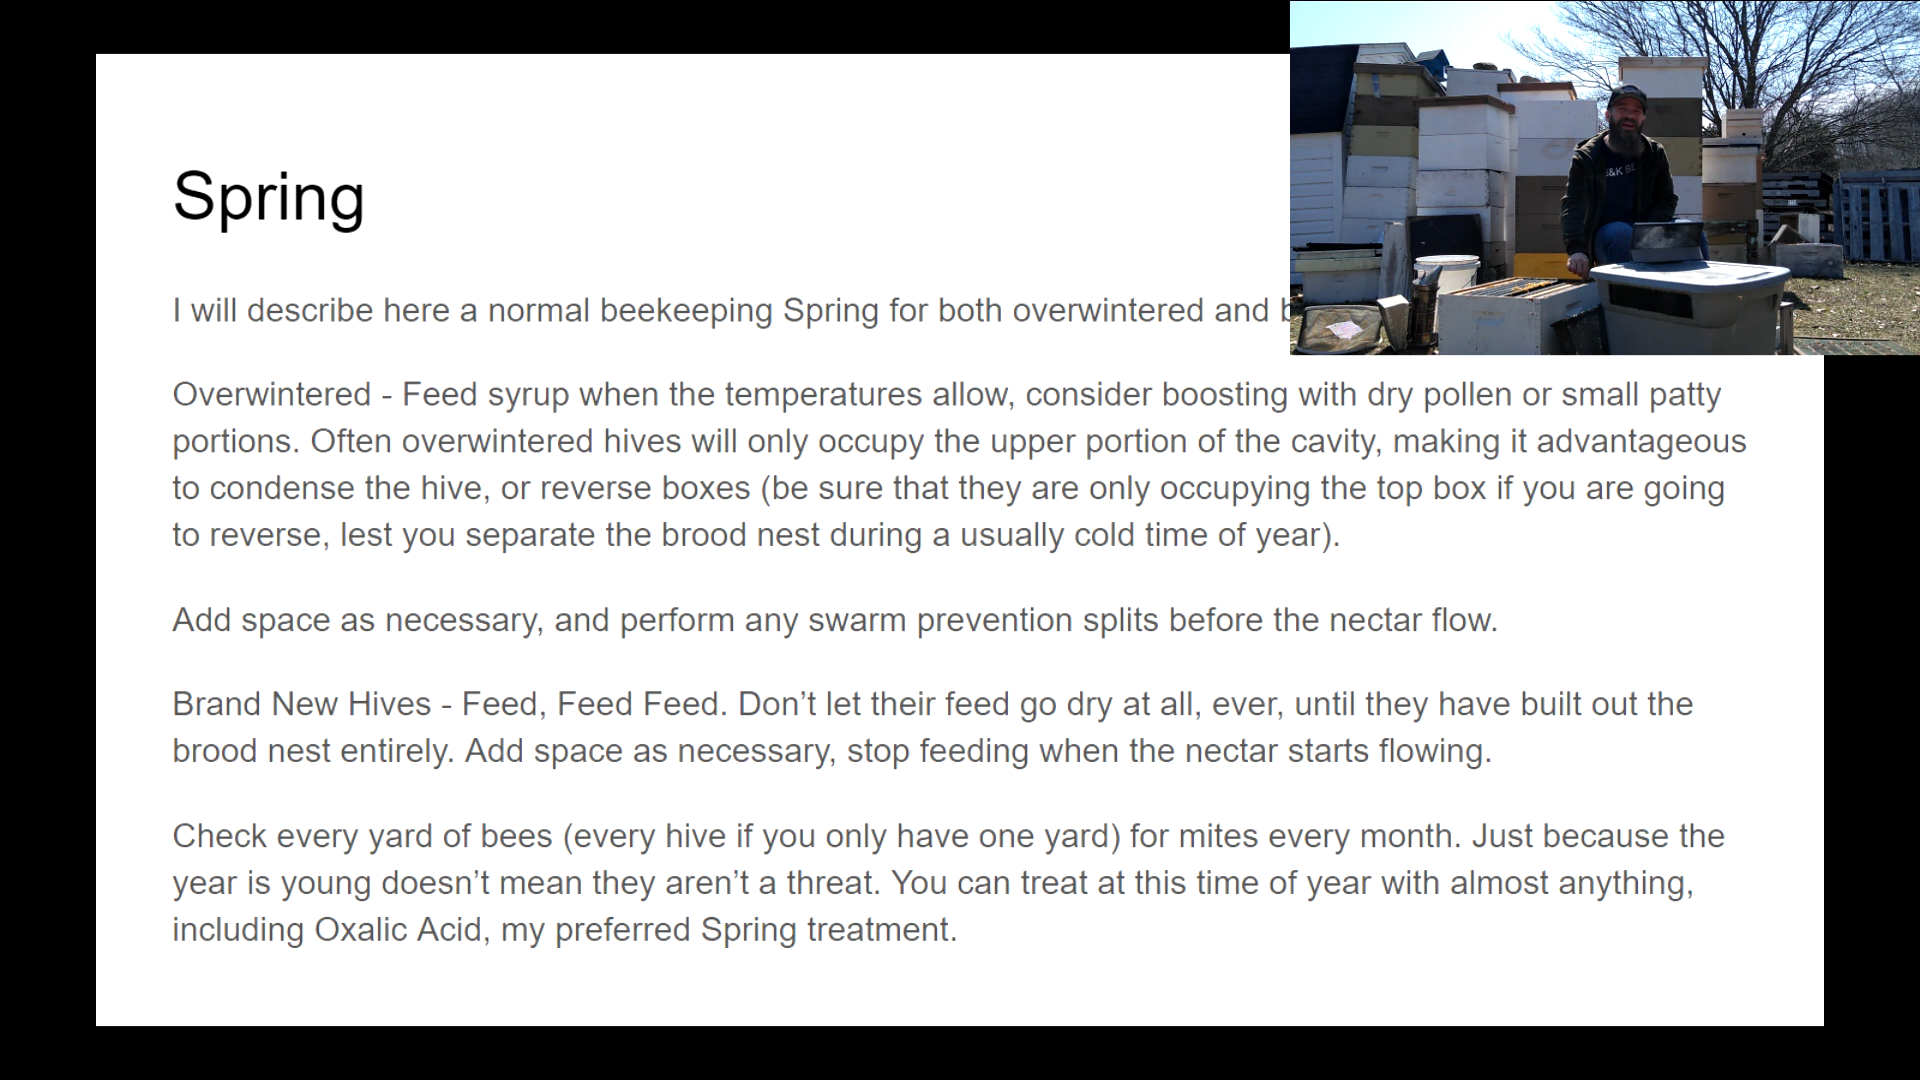 Spring
I will describe here a normal beekeeping Spring for both overwintered and
Overwintered - Feed syrup when the temperatures allow, consider boosting with dry pollen or small patty
portions. Often overwintered hives will only occupy the upper portion of the cavity, making it advantageous
to condense the hive, or reverse boxes (be sure that they are only occupying the top box if you are going
to reverse, lest you separate the brood nest during a usually cold time of year).
Add space as necessary, and perform any swarm prevention splits before the nectar flow.
Brand New Hives - Feed, Feed Feed. Don’t let their feed go dry at all, ever, until they have built out the
brood nest entirely. Add space as necessary, stop feeding when the nectar starts flowing.
Check every yard of bees (every hive if you only have one yard) for mites every month. Just because the
year is young doesn’t mean they aren’t a threat. You can treat at this time of year with almost anything,
including Oxalic Acid, my preferred Spring treatment.